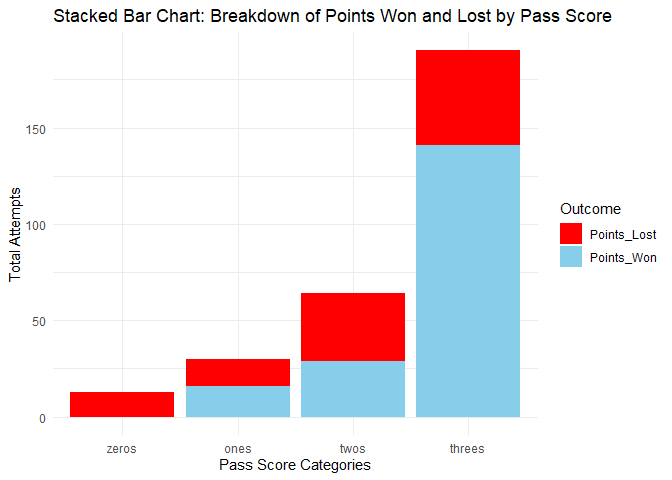 Stacked Bar Chart: Breakdown of Points Won and Lost by Pass Score
Total Attempts
150
100
50
0
zeros
ones
twos
threes
Pass Score Categories
Outcome
Points_Lost
Points_Won